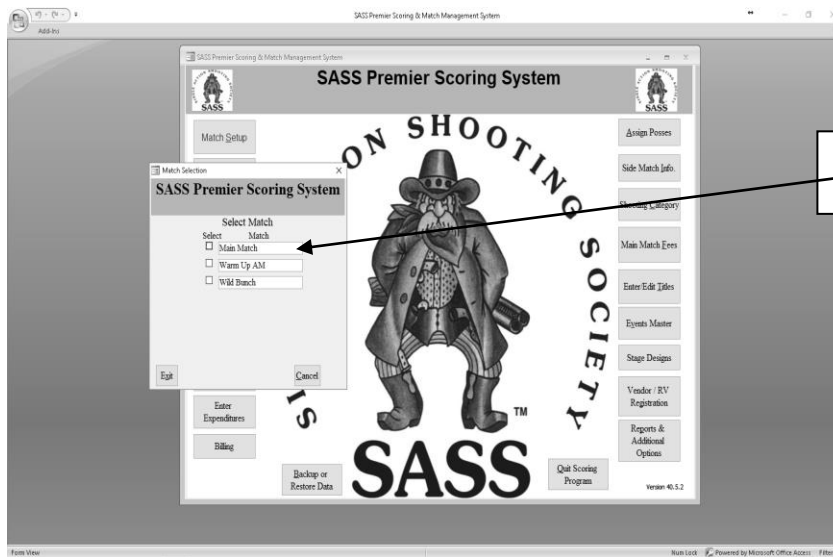 SASS Premier Scoring & Match Management System
Add-Ins
SASS Premier Scoring & Match Management System
SASS Premier Scoring System
SASS
SASS
Match Setup
ON SHOOTING SOCIETY
Assign Posses
Side Match Info.
Shooting Category
Main Match Fees
Enter/Edit Titles
Events Master
Stage Designs
Vendor / RV
Registration
Reports &
Additional
Options
Match Selection
SASS Premier Scoring System
Select Match
Select Match
Main Match
Warm Up AM
Wild Bunch
Exit Cancel
Enter
Expenditures
Billing
SI
TM
SASS
Backup or
Restore Data
Quit Scoring
Program
Version 40.5.2
Form View
Num Lock Powered by Microsoft Office Access Filter